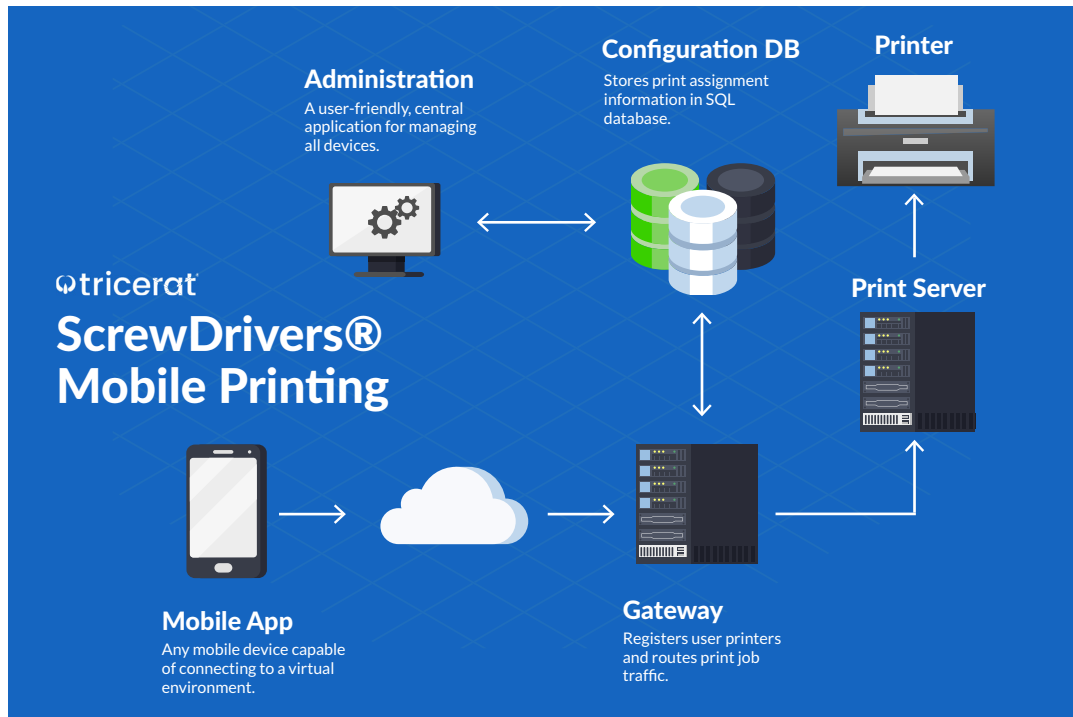 Administration
A user-friendly, central
application for managing
all devices.
Configuration DB
Stores print assignment
information in SQL
database.
Printer
tricerat
ScrewDrivers®
Mobile Printing
Print Server
Mobile App
Any mobile device capable
of connecting to a virtual
environment.
Gateway
Registers user printers
and routes print job
traffic.